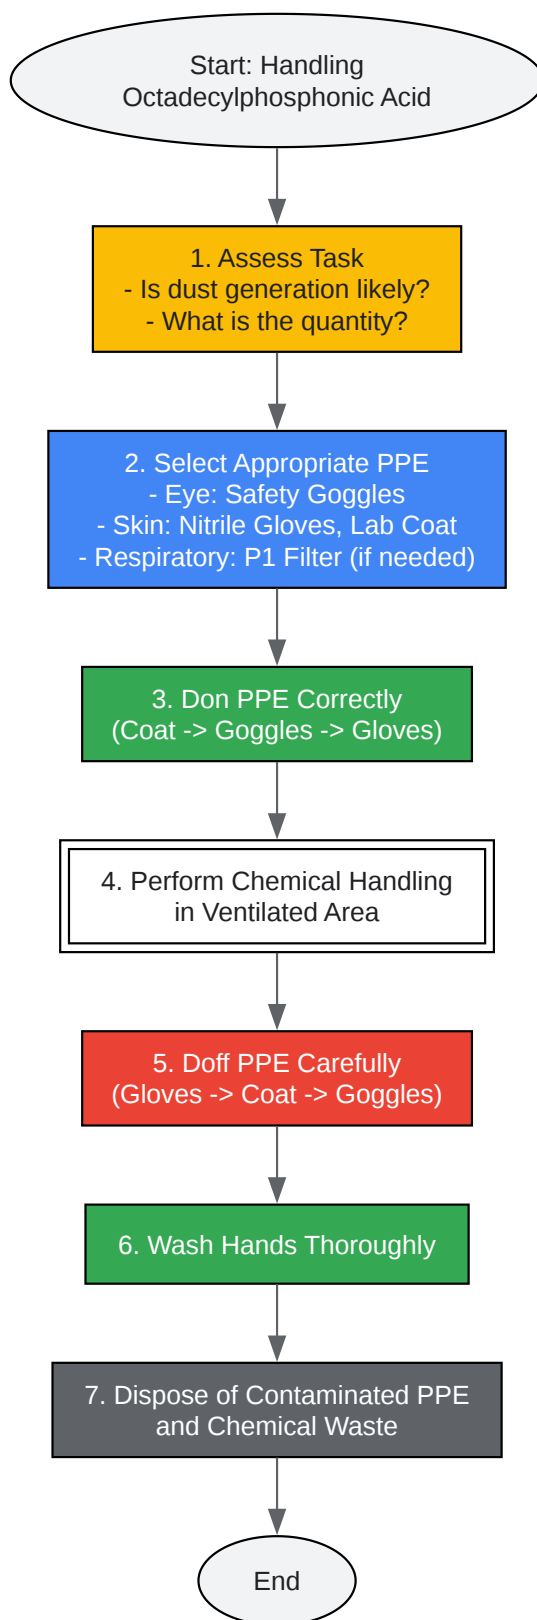 Start: Handling
Octadecylphosphonic Acid
1. Assess Task
- Is dust generation likely?
- What is the quantity?
2. Select Appropriate PPE
- Eye: Safety Goggles
- Skin: Nitrile Gloves, Lab Coat
- Respiratory: P1 Filter (if needed)
3. Don PPE Correctly
(Coat -> Goggles -> Gloves)
4. Perform Chemical Handling
in Ventilated Area
5. Doff PPE Carefully
(Gloves -> Coat -> Goggles)
6. Wash Hands Thoroughly
7. Dispose of Contaminated PPE
and Chemical Waste
End